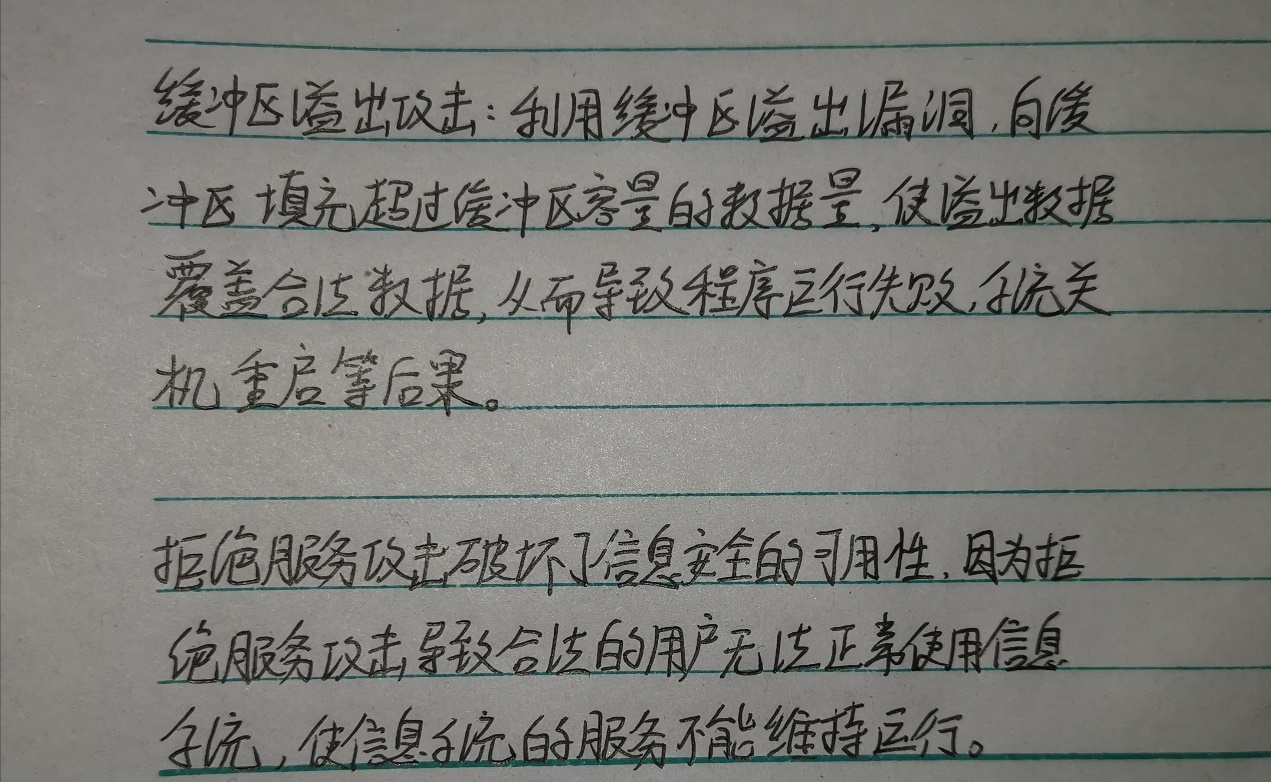 缓冲区溢出攻击:利用缓冲区溢出漏洞,向缓
冲区填充超过缓冲区容量的数据量,使溢出数据
覆盖合法数据,从而导致程序运行失败,系统关
机重启等后果。
拒绝服务攻击破坏了信息安全的可用性,因为拒
绝服务攻击导致合法的用户无法正常使用信息
系统,使信息系统的服务不能维持运行。